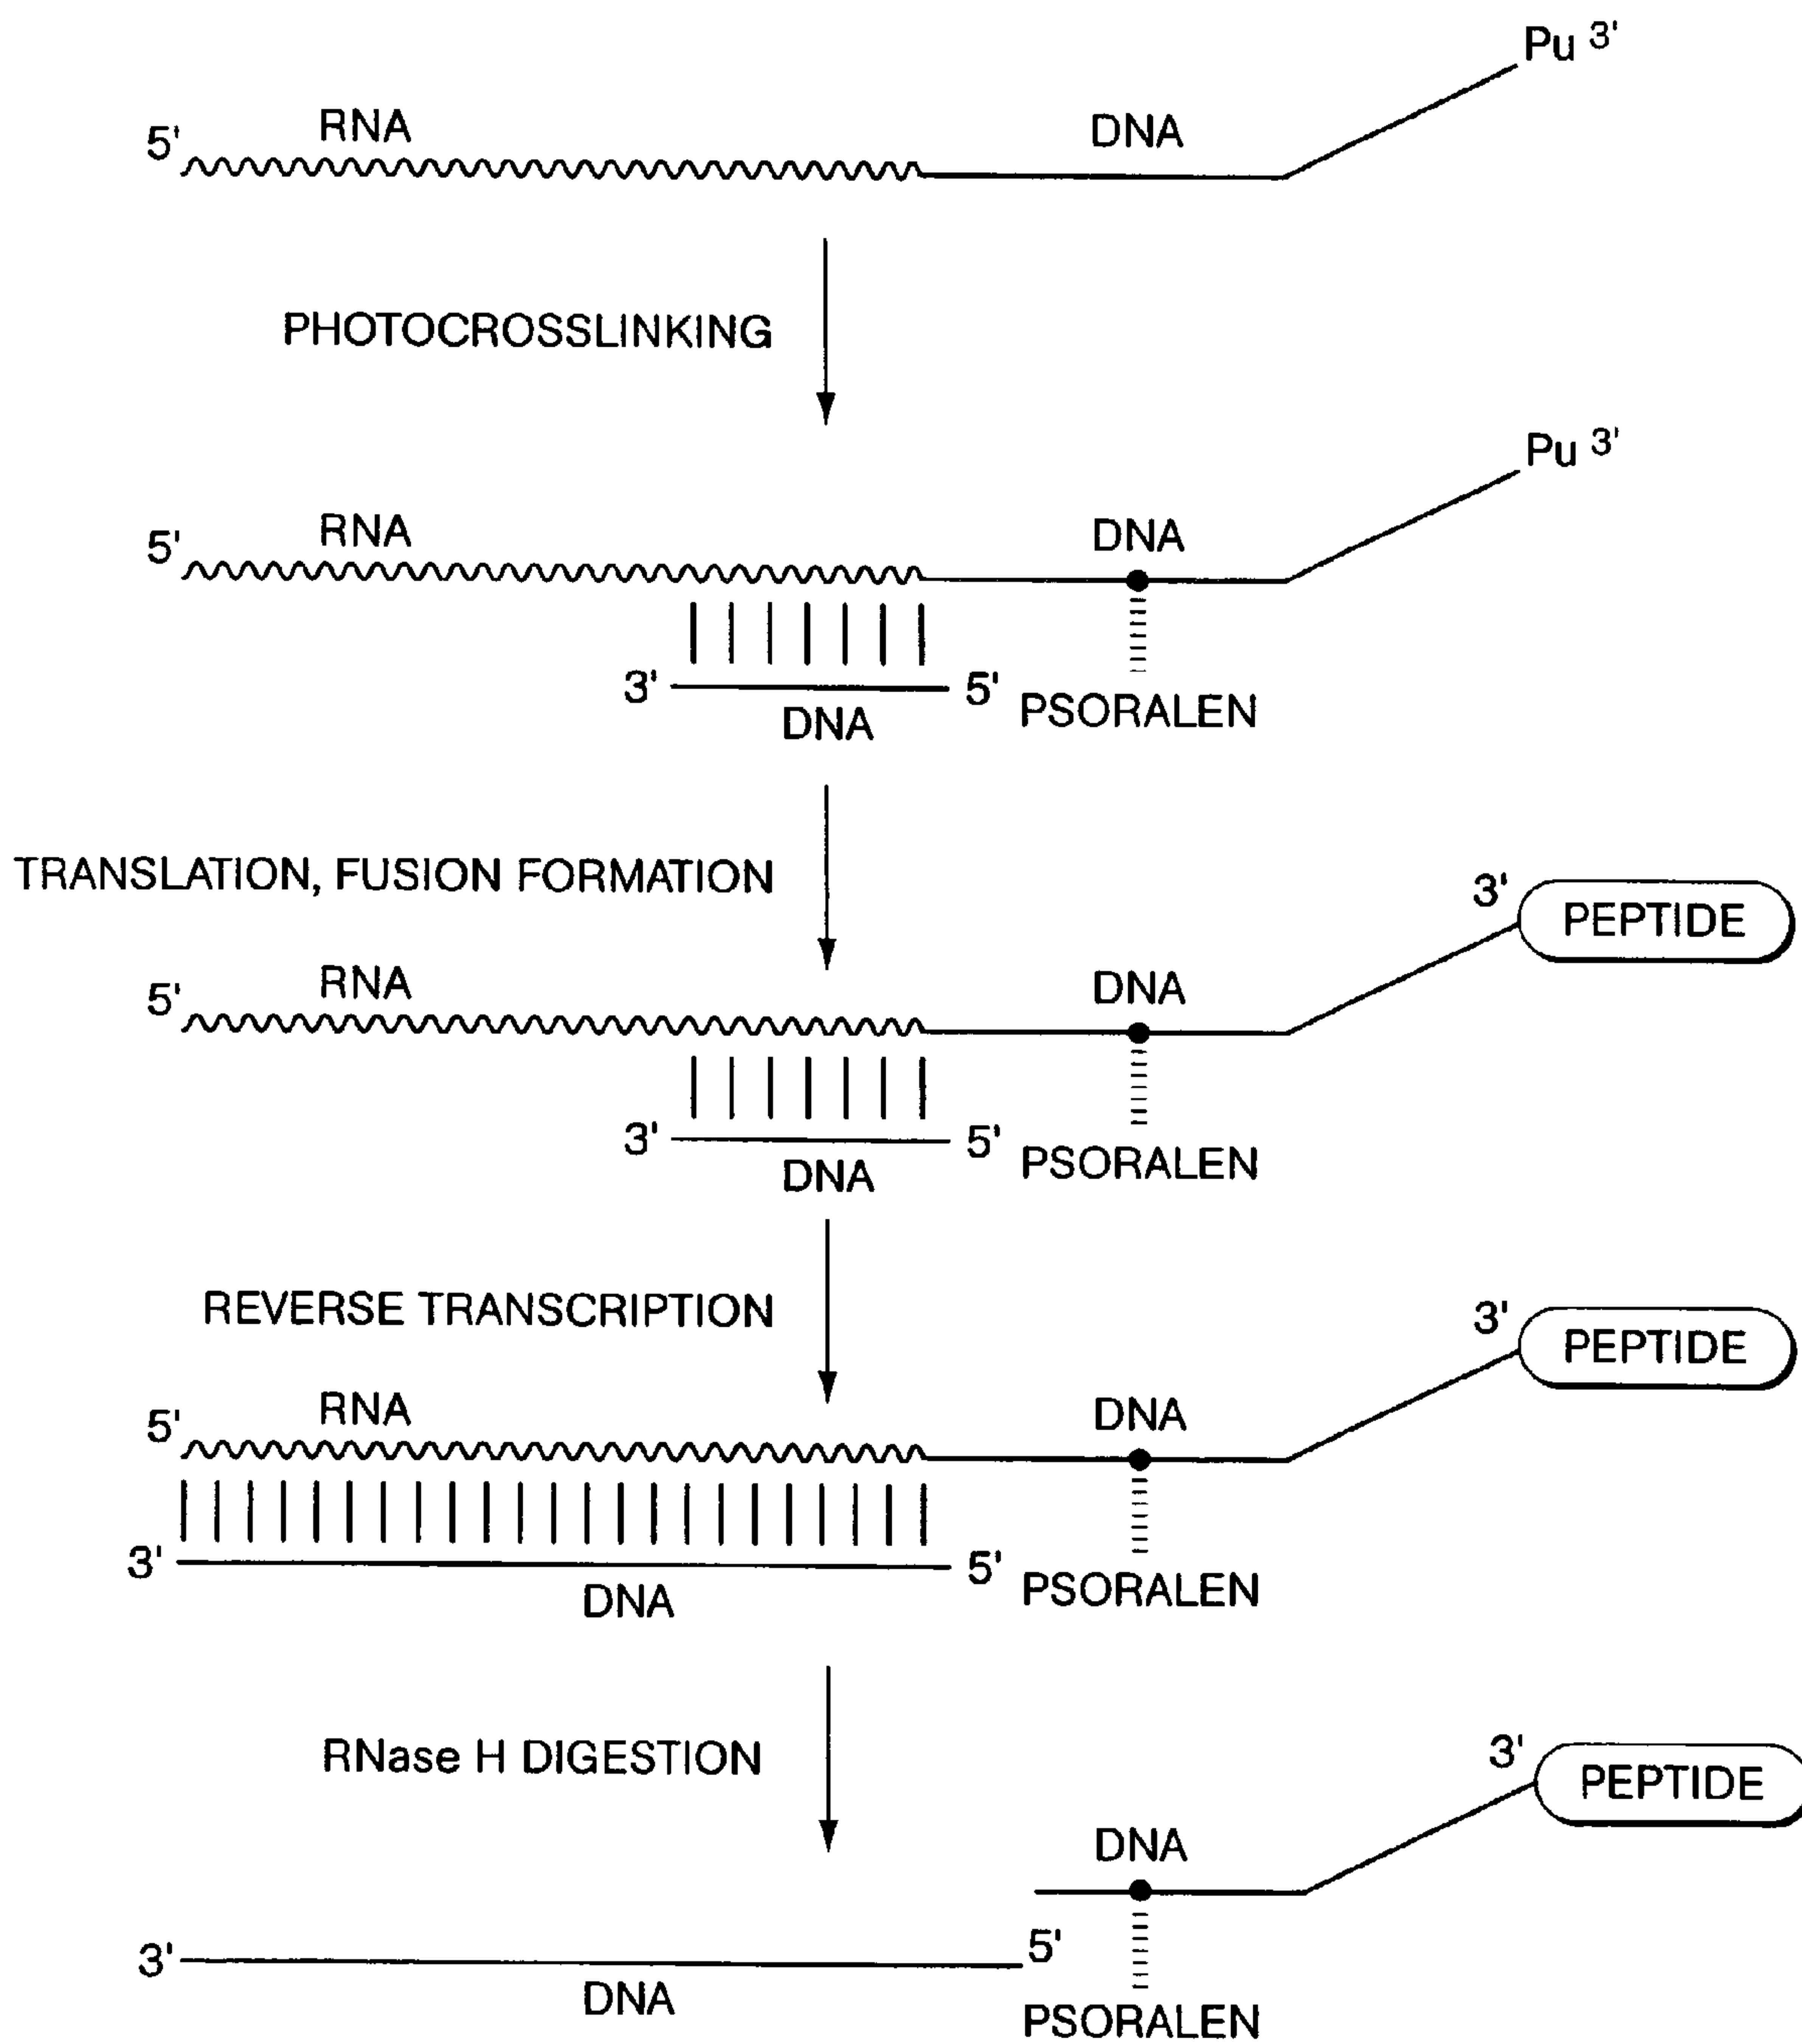 Pu 3'
5' RNA DNA
PHOTOCROSSLINKING
Pu 3'
5' RNA DNA
3' 5' PSORALEN
DNA
TRANSLATION, FUSION FORMATION
3' PEPTIDE
5' RNA DNA
3' 5' PSORALEN
DNA
REVERSE TRANSCRIPTION
3' PEPTIDE
5' RNA DNA
3' 5' PSORALEN
DNA
RNase H DIGESTION
3' PEPTIDE
DNA
3' 5'
DNA PSORALEN